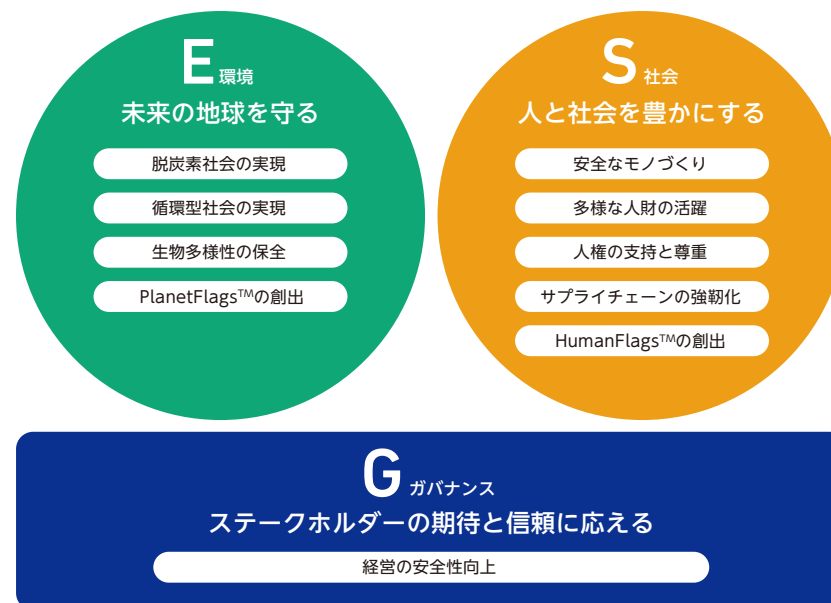 E 環境
未来の地球を守る
脱炭素社会の実現
循環型社会の実現
生物多様性の保全
PlanetFlags™の創出
S 社会
人と社会を豊かにする
安全なモノづくり
多様な人財の活躍
人権の支持と尊重
サプライチェーンの強靭化
HumanFlags™の創出
G ガバナンス
ステークホルダーの期待と信頼に応える
経営の安全性向上